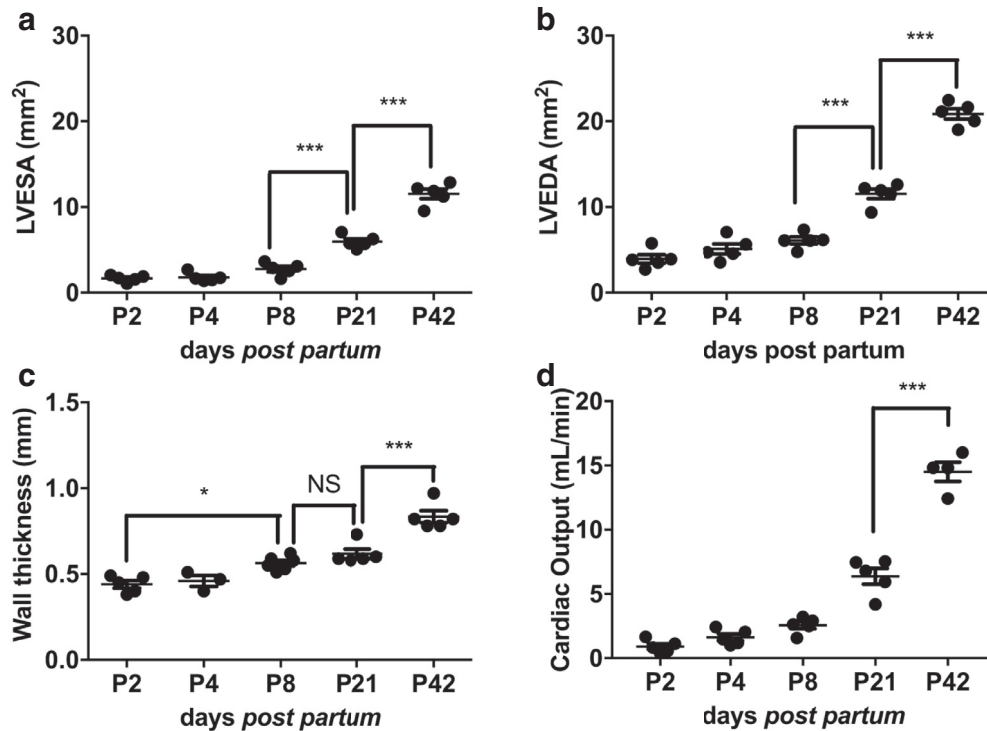 a
LVESA (mm²)
30
20
10
0
***
***
P2 P4 P8 P21 P42
days post partum
b
LVEDA (mm²)
30
20
10
0
***
***
P2 P4 P8 P21 P42
days post partum
c
Wall thickness (mm)
1.5
1.0
0.5
0.0
*
NS
***
P2 P4 P8 P21 P42
days post partum
d
Cardiac Output (mL/min)
20
15
10
5
0
***
P2 P4 P8 P21 P42
days post partum